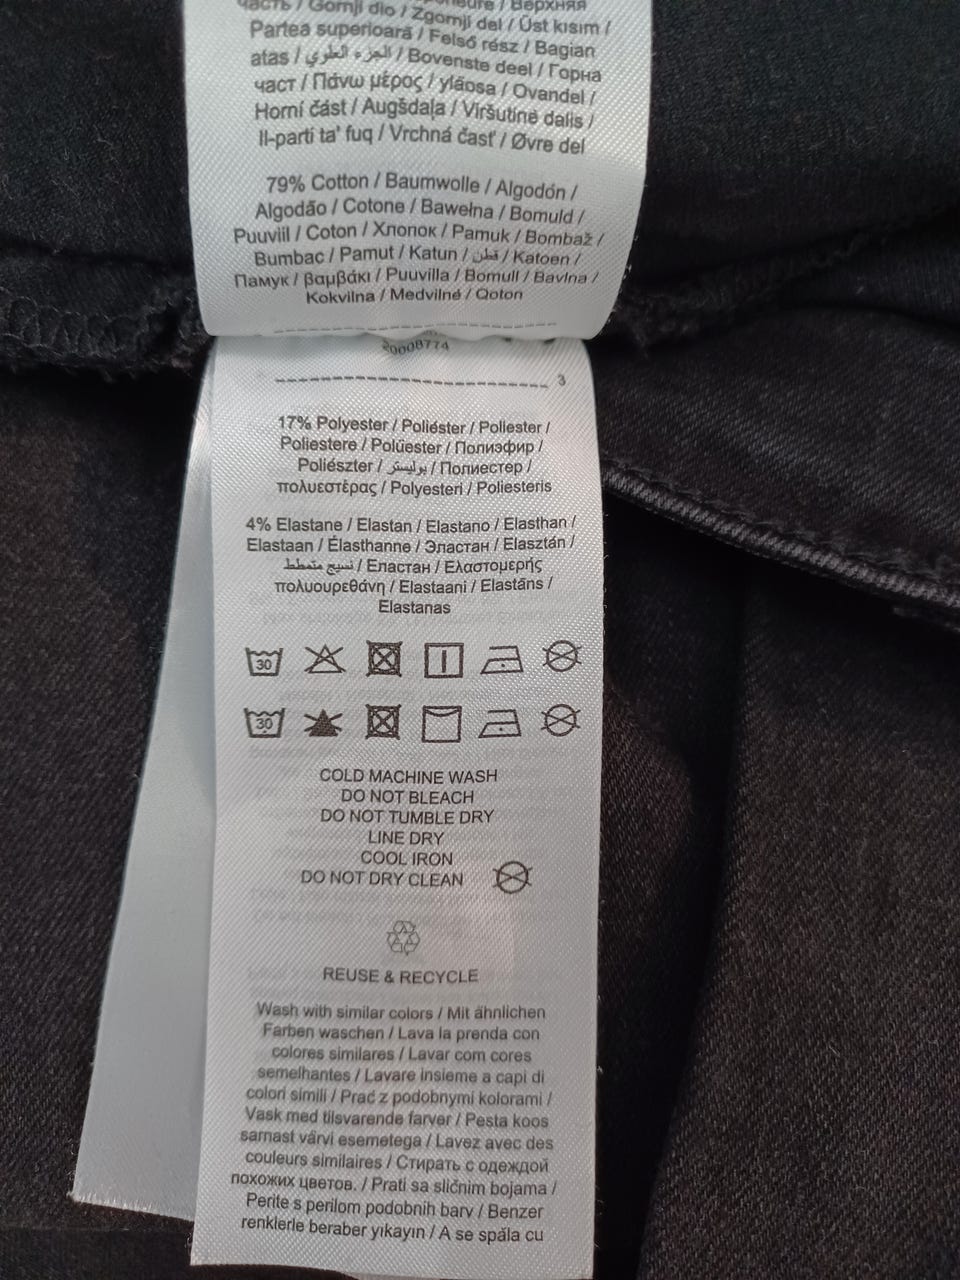 часть / Gornji dio / Zgornji del / Üst kısım /
Partea superioară / Felső rész / Bagian
atas / الجزء العلوي / Bovenste deel / Горна
част / Πάνω μέρος / yläosa / Ovandel /
Horní část / Augšdaļa / Viršutinė dalis /
Il-parti ta' fuq / Vrchná časť / Øvre del
79% Cotton / Baumwolle / Algodón /
Algodão / Cotone / Bawełna / Bomuld /
Puuvill / Coton / Хлопок / Pamuk / Bombaž /
Bumbac / Pamut / Katun / قطن / Katoen /
Памук / βαμβάκι / Puuvilla / Bomull / Bavlna /
Kokvilna / Medvilnė / Qoton
20008774
3
17% Polyester / Poliéster / Poliester /
Poliestere / Polüester / Полиэфир /
Poliészter / بوليستر / Полиестер /
πολυεστέρας / Polyesteri / Poliesteris
4% Elastane / Elastan / Elastano / Elasthan /
Elastaan / Élasthanne / Эластан / Elasztán /
نسيج متمطط / Еластан / Ελαστομερής
πολυουρεθάνη / Elastaani / Elastāns /
Elastanas
30
30
COLD MACHINE WASH
DO NOT BLEACH
DO NOT TUMBLE DRY
LINE DRY
COOL IRON
DO NOT DRY CLEAN
REUSE & RECYCLE
Wash with similar colors / Mit ähnlichen
Farben waschen / Lava la prenda con
colores similares / Lavar com cores
semelhantes / Lavare insieme a capi di
colori simili / Prać z podobnymi kolorami /
Vask med tilsvarende farver / Pesta koos
sarnast värvi esemetega / Lavez avec des
couleurs similaires / Стирать с одеждой
похожих цветов. / Prati sa sličnim bojama /
Perite s perilom podobnih barv / Benzer
renklerle beraber yıkayın / A se spăla cu